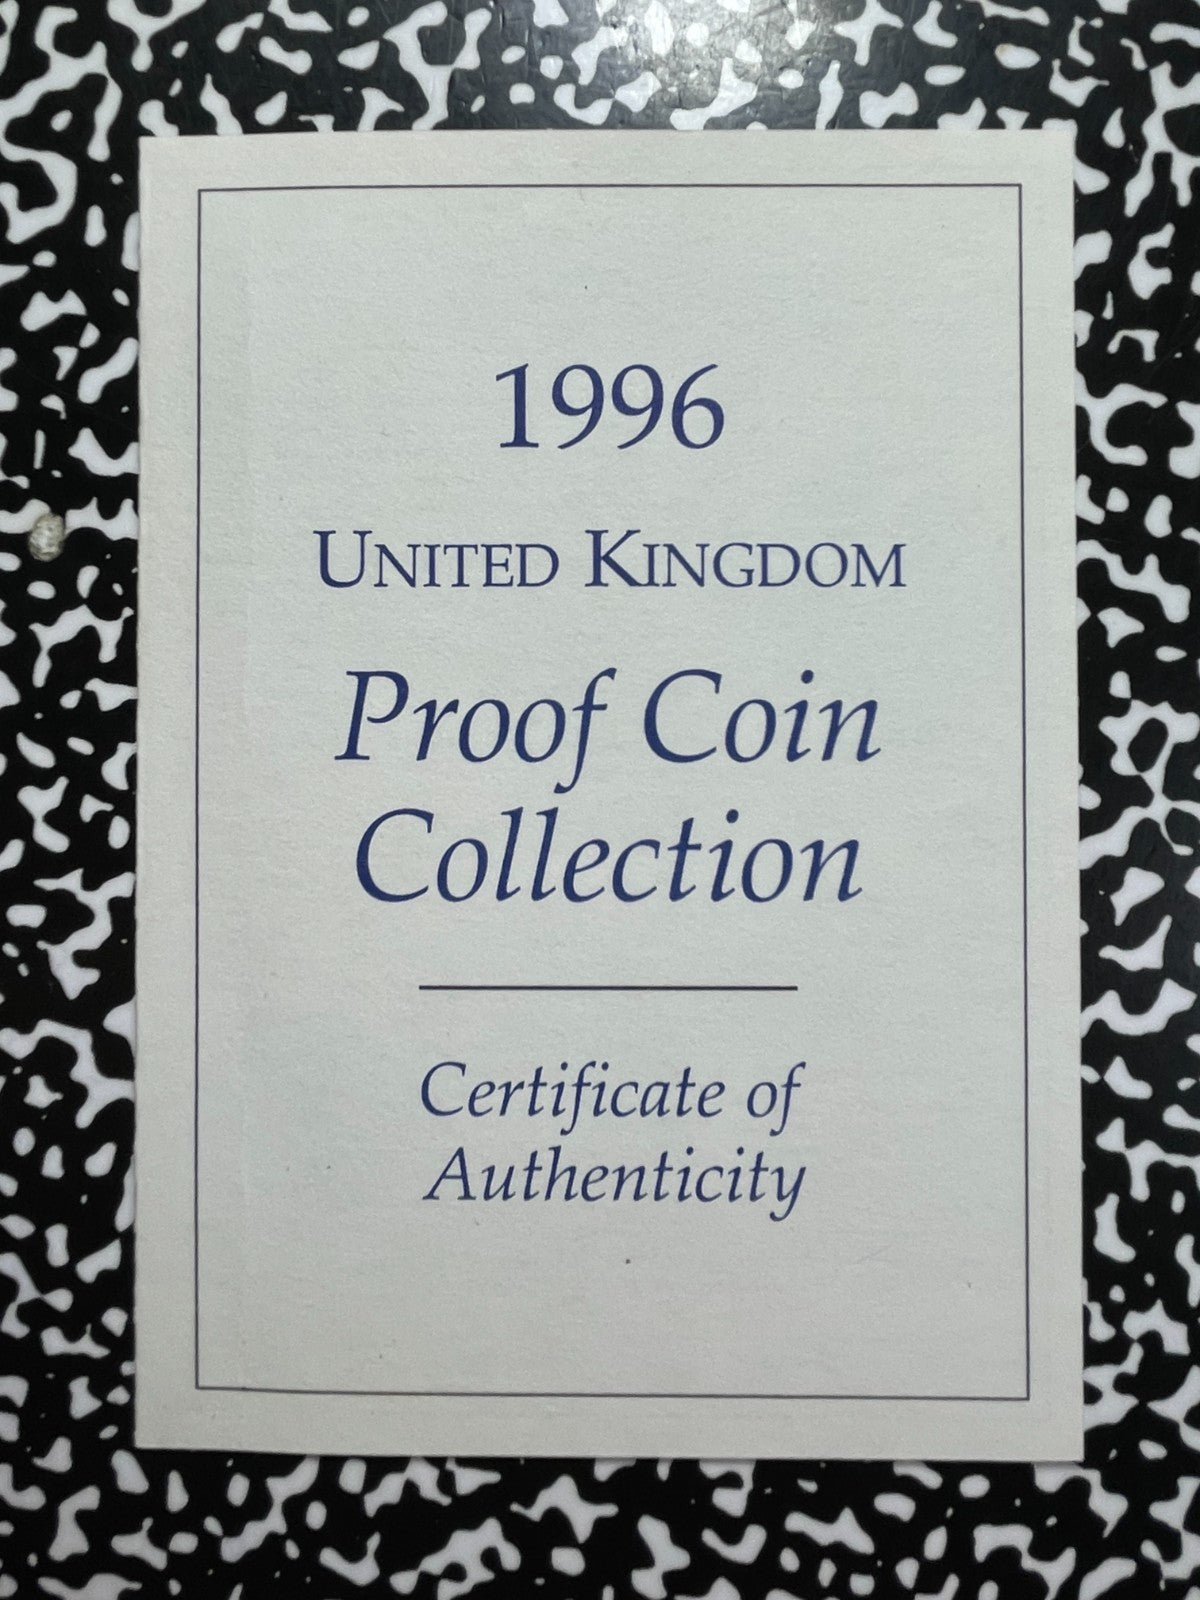 1996
UNITED KINGDOM
Proof Coin
Collection
Certificate of
Authenticity